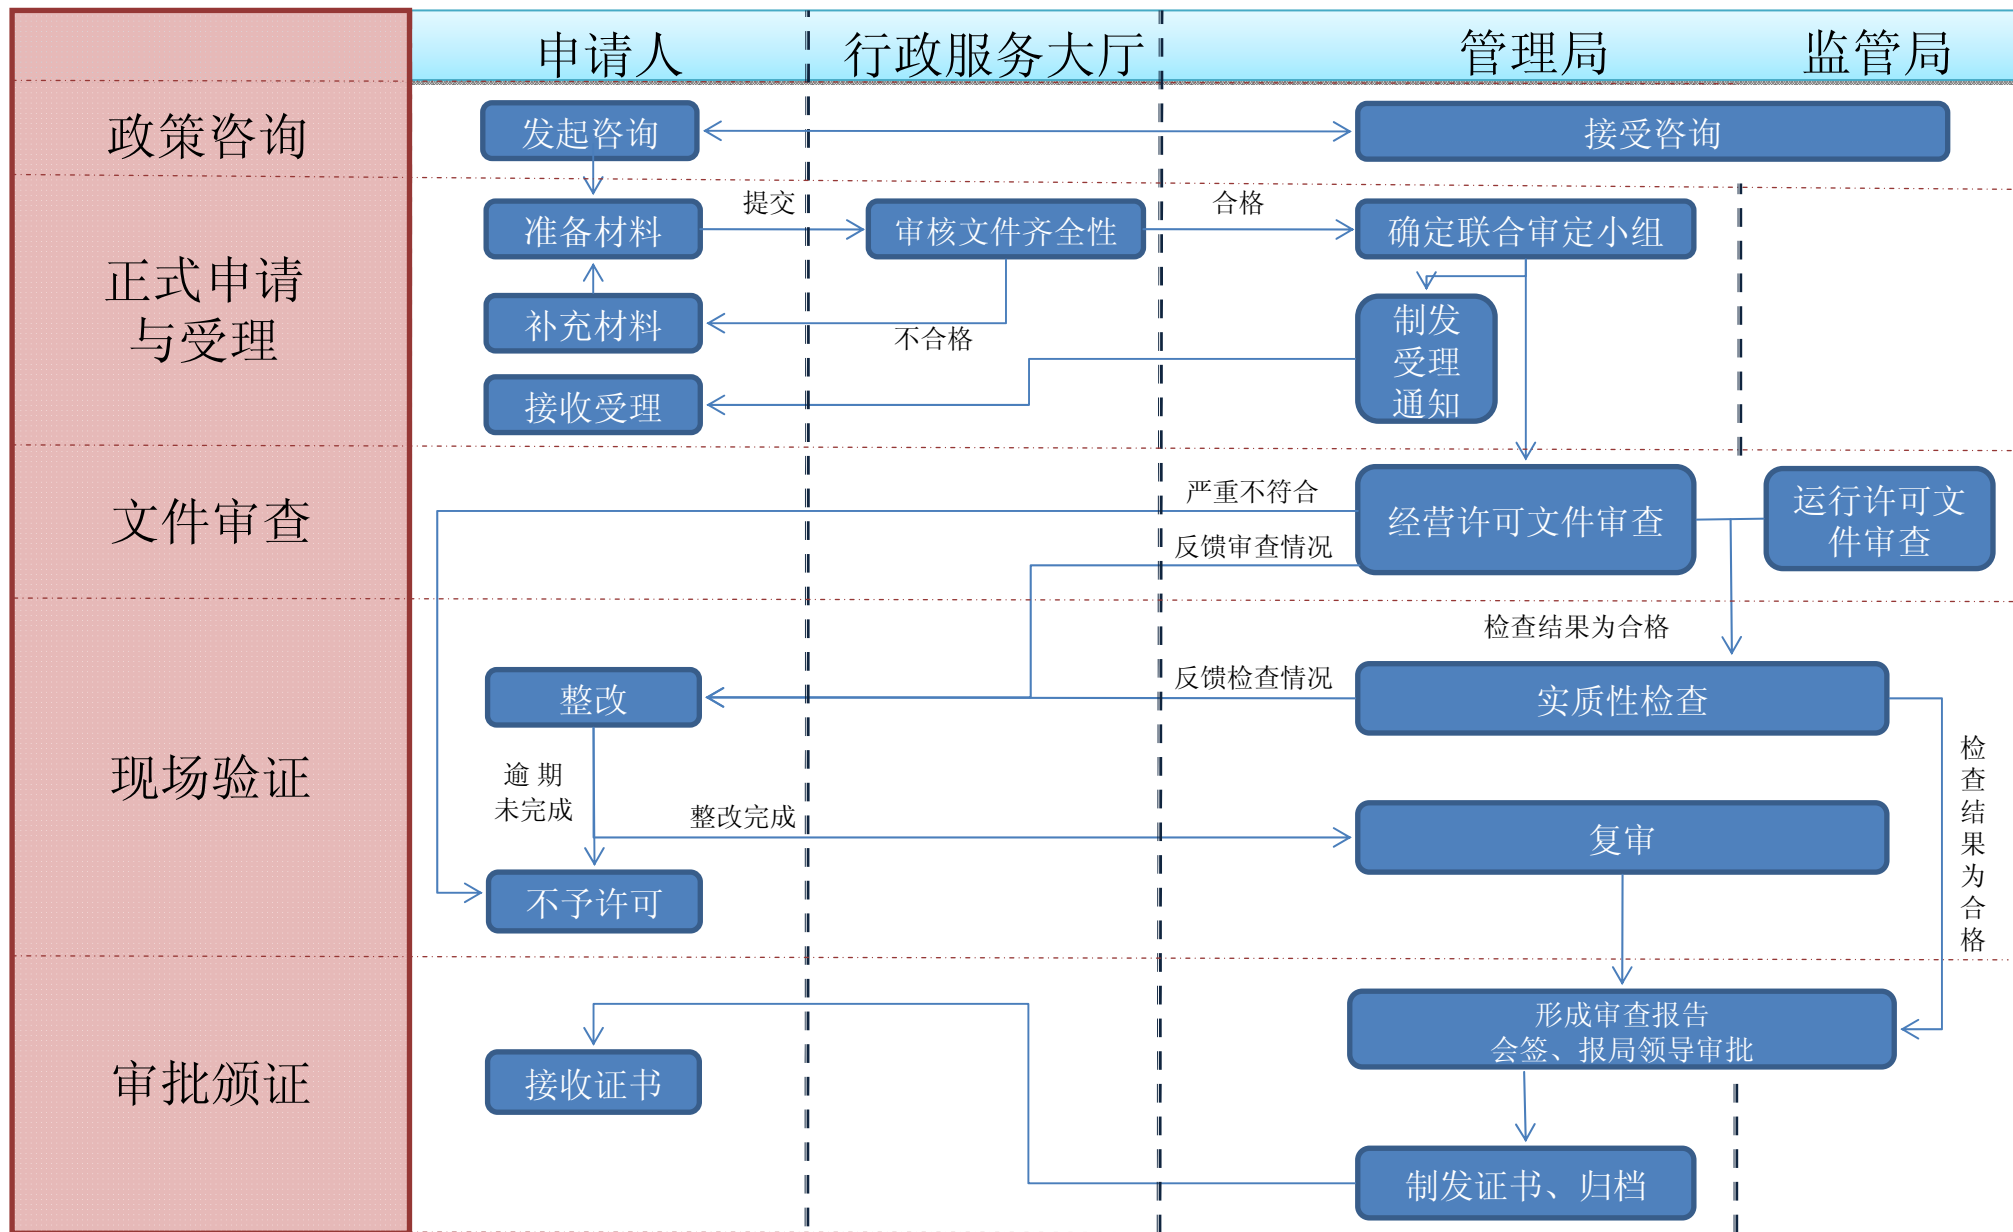 申请人
行政服务大厅
管理局
监管局
政策咨询
发起咨询
接受咨询
正式申请
与受理
准备材料
提交
审核文件齐全性
合格
确定联合审定小组
补充材料
不合格
制发
受理
通知
接收受理
文件审查
严重不符合
经营许可文件审查
运行许可文
件审查
反馈审查情况
检查结果为合格
现场验证
整改
反馈检查情况
实质性检查
检查结果为合格
逾 期
未完成
整改完成
复审
不予许可
审批颁证
形成审查报告
会签、报局领导审批
接收证书
制发证书、归档